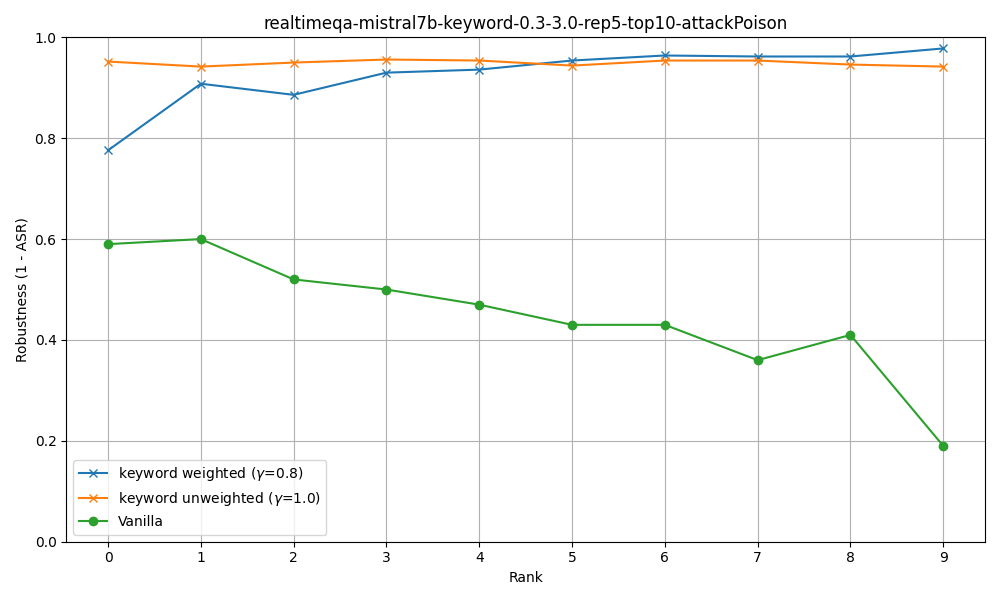 realtimeqa-mistral7b-keyword-0.3-3.0-rep5-top10-attackPoison
Robustness (1 - ASR)
1.0
0.8
0.6
0.4
0.2
0.0
keyword weighted (γ=0.8)
keyword unweighted (γ=1.0)
Vanilla
0 1 2 3 4 5 6 7 8 9
Rank